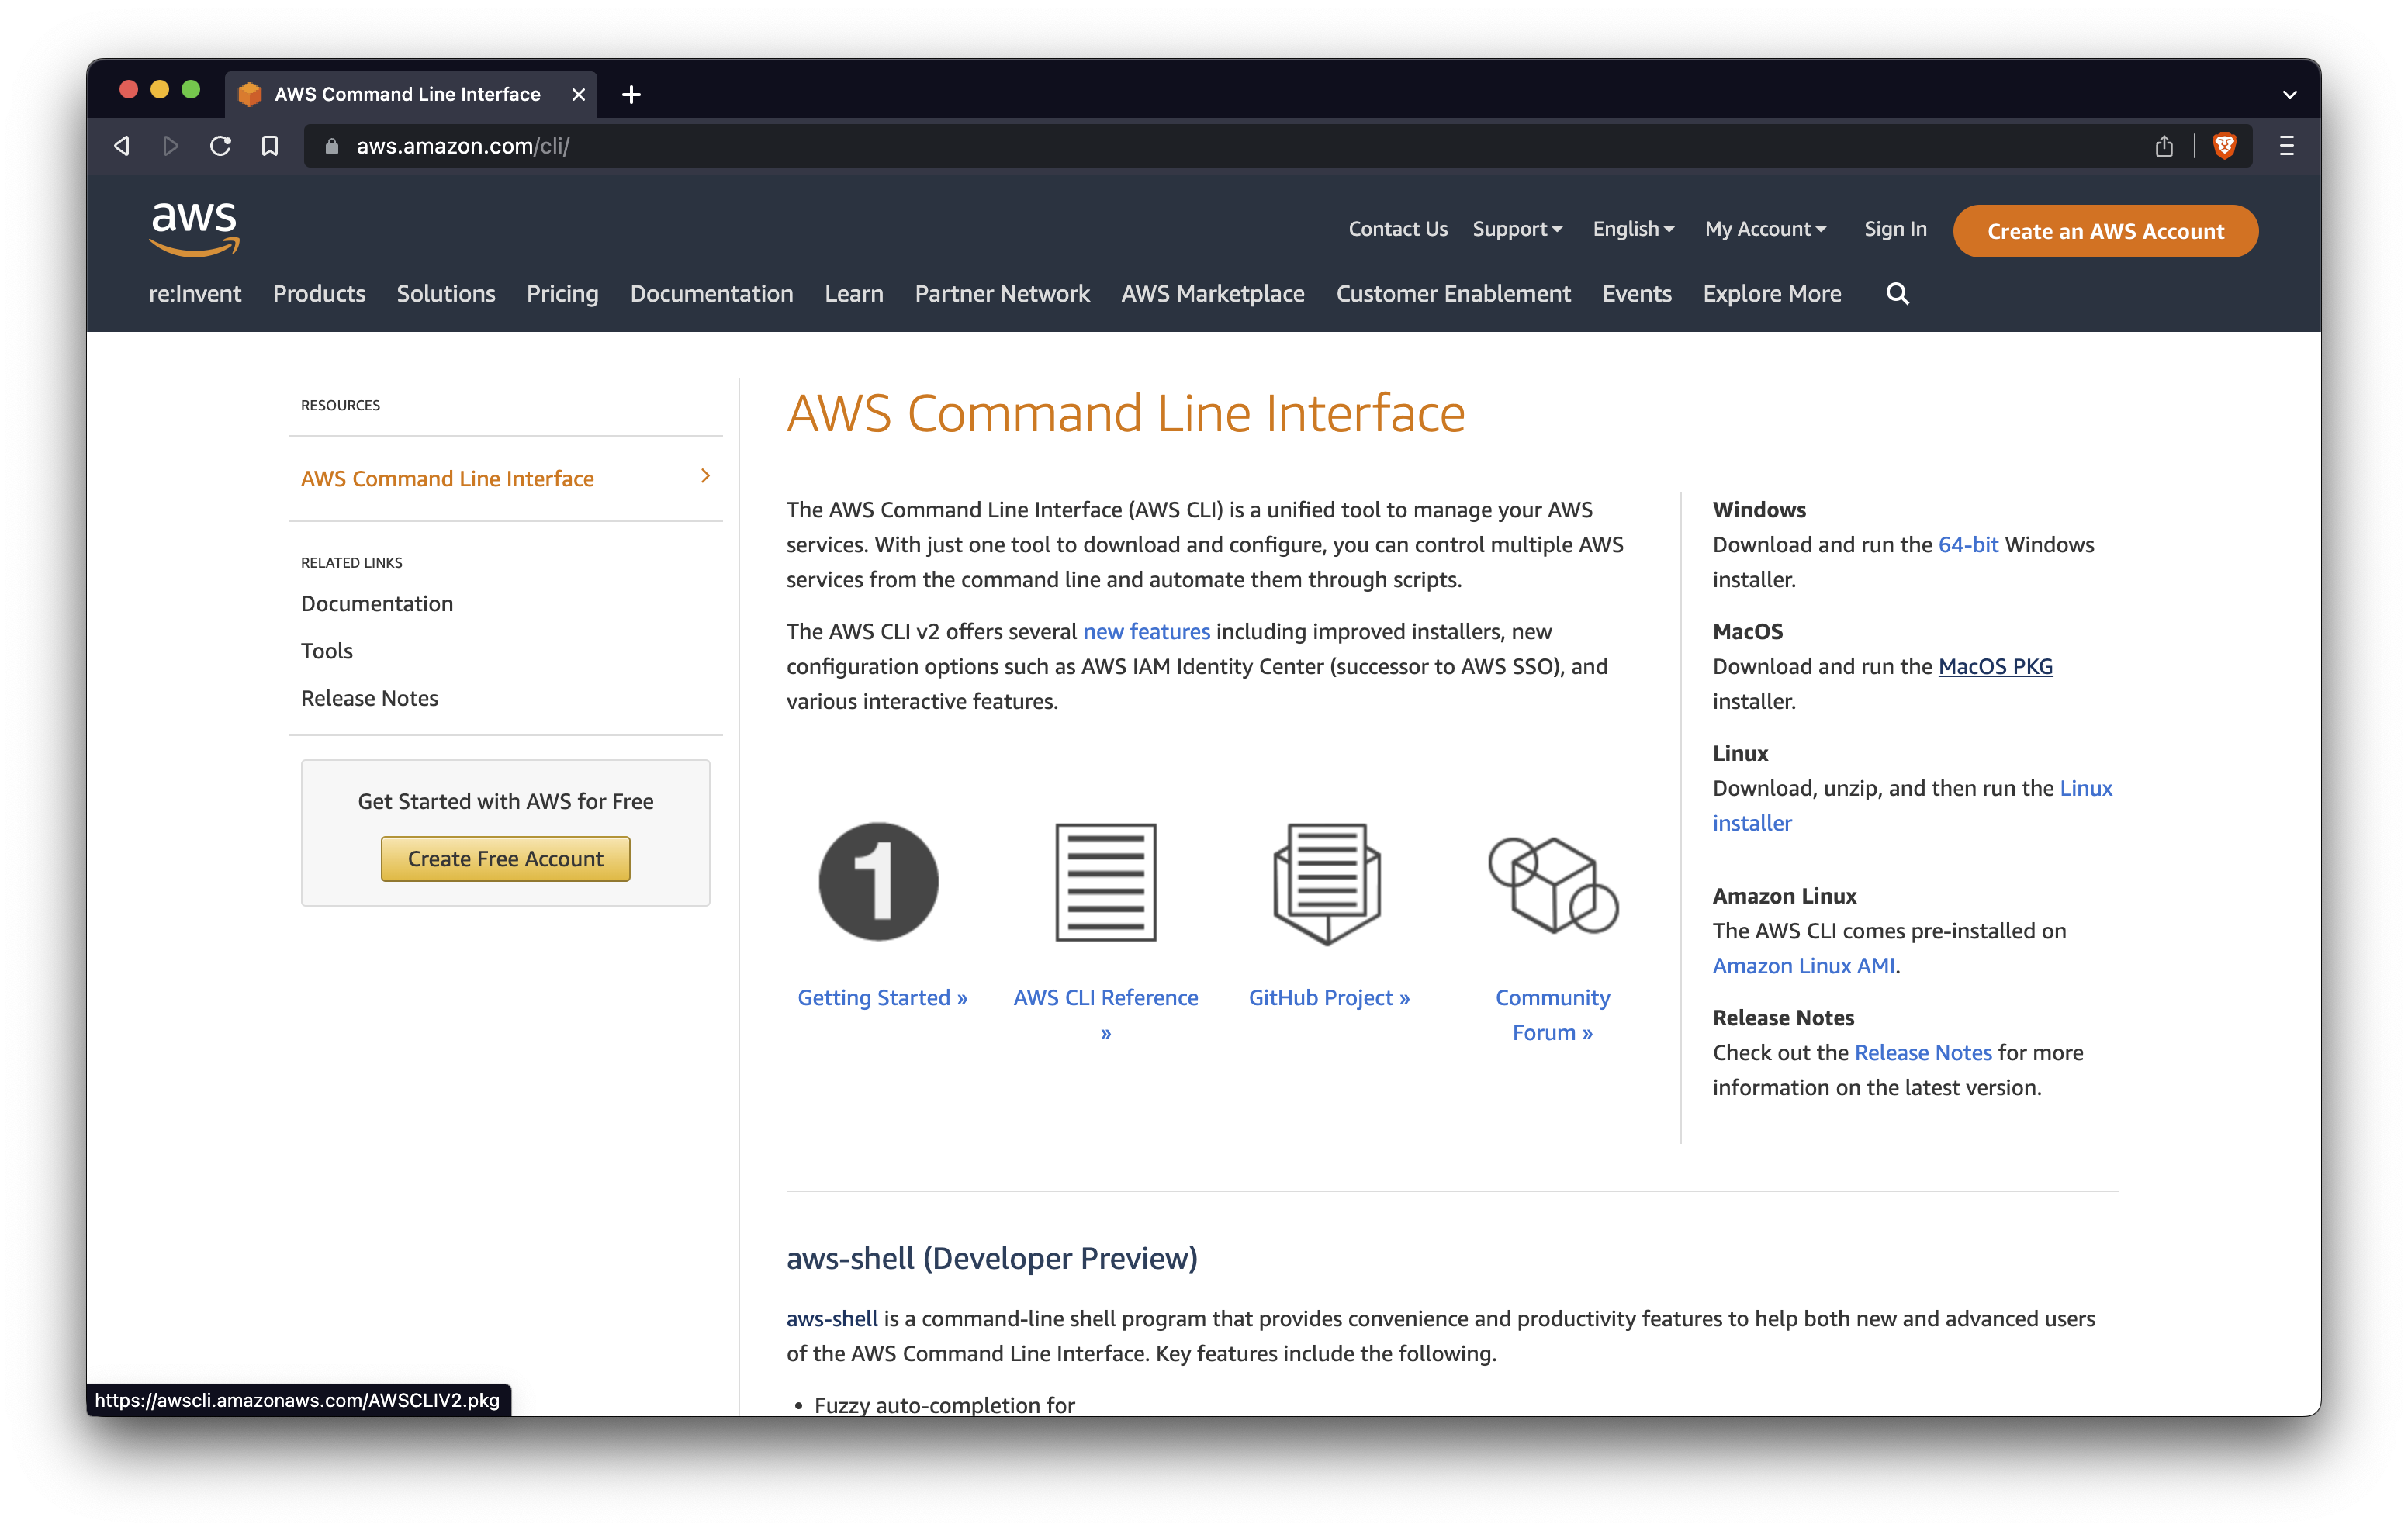 AWS Command Line Interface
aws.amazon.com/cli/
aws
Contact Us Support English My Account Sign In Create an AWS Account
re:Invent Products Solutions Pricing Documentation Learn Partner Network AWS Marketplace Customer Enablement Events Explore More
RESOURCES
AWS Command Line Interface
RELATED LINKS
Documentation
Tools
Release Notes
Get Started with AWS for Free
Create Free Account
AWS Command Line Interface
The AWS Command Line Interface (AWS CLI) is a unified tool to manage your AWS
services. With just one tool to download and configure, you can control multiple AWS
services from the command line and automate them through scripts.
The AWS CLI v2 offers several new features including improved installers, new
configuration options such as AWS IAM Identity Center (successor to AWS SSO), and
various interactive features.
1
Getting Started »
AWS CLI Reference
»
GitHub Project »
Community
Forum »
Windows
Download and run the 64-bit Windows
installer.
MacOS
Download and run the MacOS PKG
installer.
Linux
Download, unzip, and then run the Linux
installer
Amazon Linux
The AWS CLI comes pre-installed on
Amazon Linux AMI.
Release Notes
Check out the Release Notes for more
information on the latest version.
aws-shell (Developer Preview)
aws-shell is a command-line shell program that provides convenience and productivity features to help both new and advanced users
of the AWS Command Line Interface. Key features include the following.
• Fuzzy auto-completion for
https://awscli.amazonaws.com/AWSCLIV2.pkg